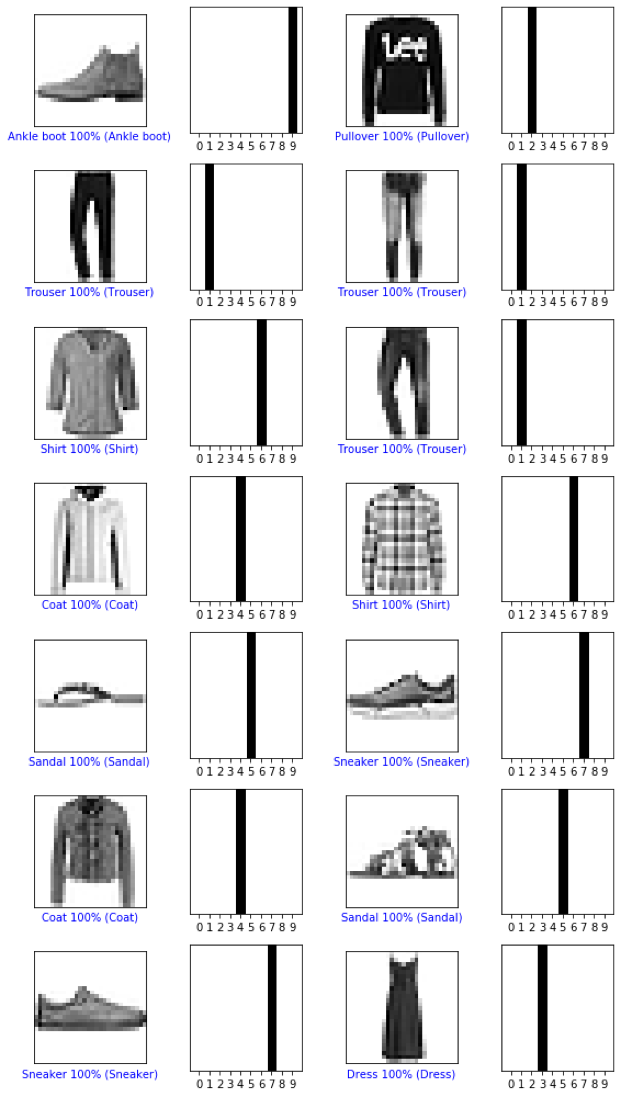 Lee
Ankle boot 100% (Ankle boot)
0 1 2 3 4 5 6 7 8 9
Pullover 100% (Pullover)
0 1 2 3 4 5 6 7 8 9
Trouser 100% (Trouser)
0 1 2 3 4 5 6 7 8 9
Trouser 100% (Trouser)
0 1 2 3 4 5 6 7 8 9
Shirt 100% (Shirt)
0 1 2 3 4 5 6 7 8 9
Trouser 100% (Trouser)
0 1 2 3 4 5 6 7 8 9
Coat 100% (Coat)
0 1 2 3 4 5 6 7 8 9
Shirt 100% (Shirt)
0 1 2 3 4 5 6 7 8 9
Sandal 100% (Sandal)
0 1 2 3 4 5 6 7 8 9
Sneaker 100% (Sneaker)
0 1 2 3 4 5 6 7 8 9
Coat 100% (Coat)
0 1 2 3 4 5 6 7 8 9
Sandal 100% (Sandal)
0 1 2 3 4 5 6 7 8 9
Sneaker 100% (Sneaker)
0 1 2 3 4 5 6 7 8 9
Dress 100% (Dress)
0 1 2 3 4 5 6 7 8 9